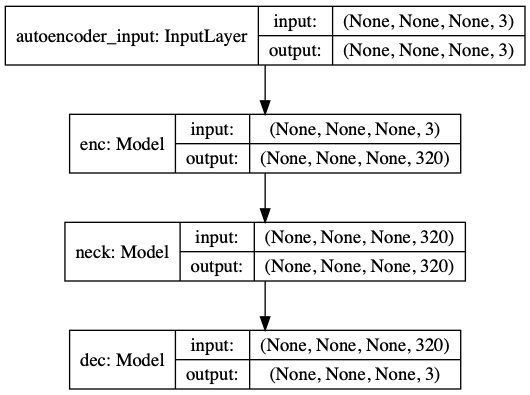 autoencoder_input: InputLayer
input: (None, None, None, 3)
output: (None, None, None, 3)
enc: Model
input: (None, None, None, 3)
output: (None, None, None, 320)
neck: Model
input: (None, None, None, 320)
output: (None, None, None, 320)
dec: Model
input: (None, None, None, 320)
output: (None, None, None, 3)